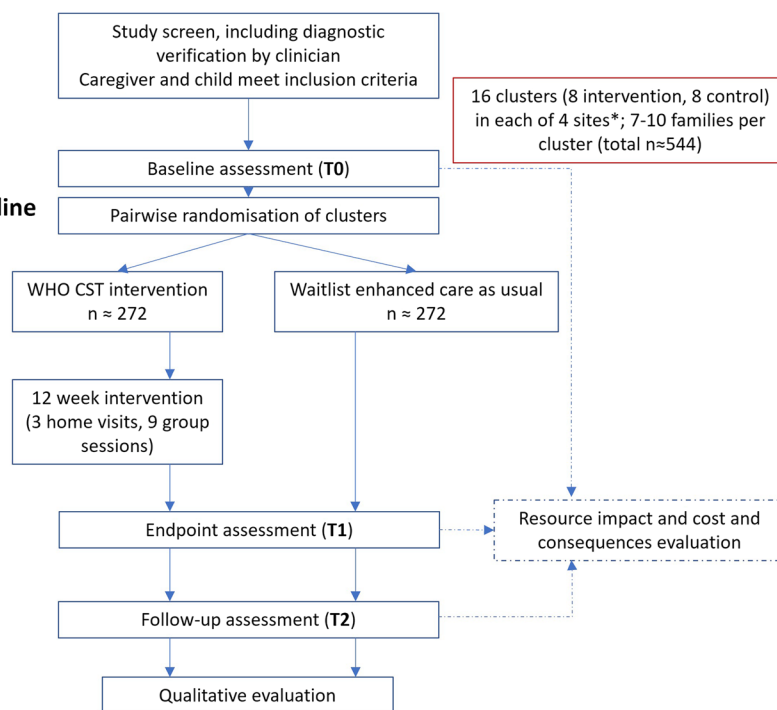 Study screen, including diagnostic
verification by clinician
Caregiver and child meet inclusion criteria
16 clusters (8 intervention, 8 control)
in each of 4 sites*; 7-10 families per
cluster (total n≈544)
Baseline assessment (T0)
line
Pairwise randomisation of clusters
WHO CST intervention
n ≈ 272
Waitlist enhanced care as usual
n ≈ 272
12 week intervention
(3 home visits, 9 group
sessions)
Endpoint assessment (T1)
Resource impact and cost and
consequences evaluation
Follow-up assessment (T2)
Qualitative evaluation